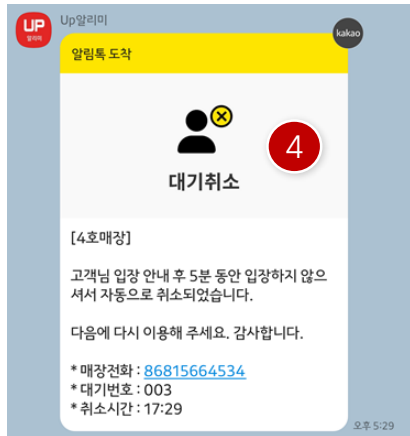 UP
알리미
Up알리미
kakao
알림톡 도착
4
대기취소
[4호매장]
고객님 입장 안내 후 5분 동안 입장하지 않으
셔서 자동으로 취소되었습니다.
다음에 다시 이용해 주세요. 감사합니다.
* 매장전화 : 86815664534
* 대기번호 : 003
* 취소시간 : 17:29
오후 5:29